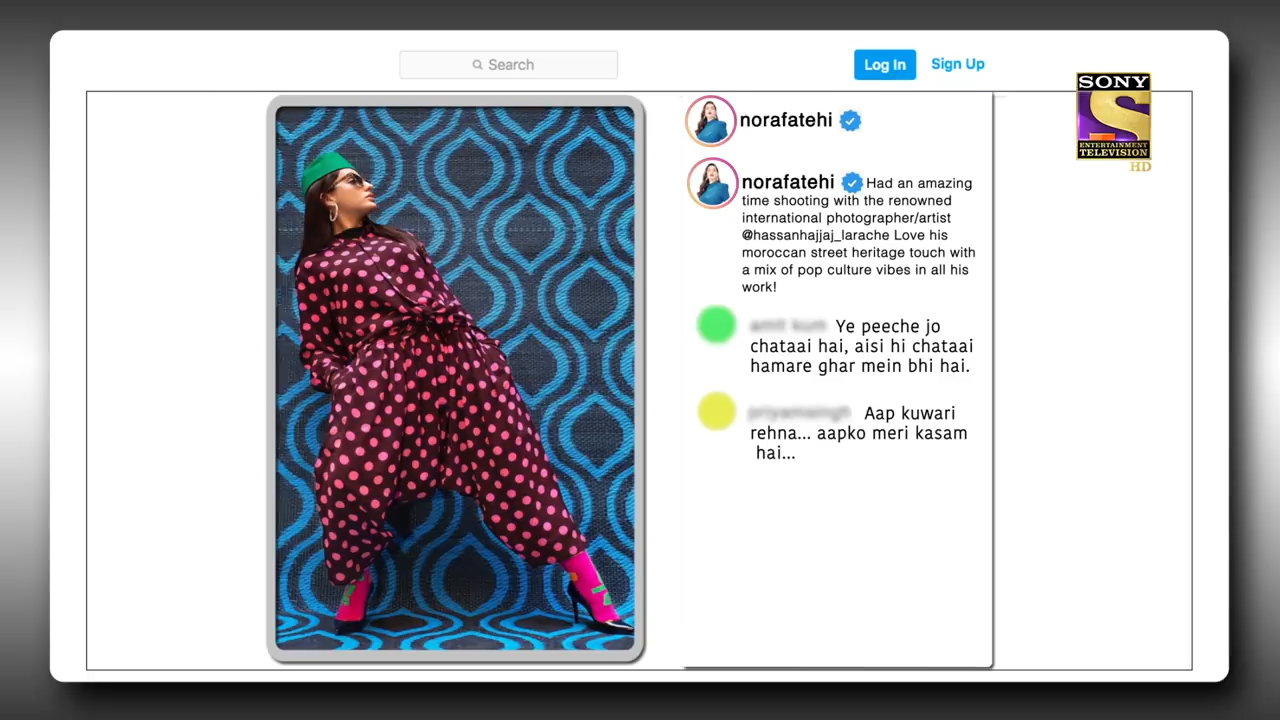 Search
Log In
Sign Up
SONY
ENTERTAINMENT
TELEVISION
HD
norafatehi
norafatehi Had an amazing
time shooting with the renowned
international photographer/artist
@hassanhajjaj_larache Love his
moroccan street heritage touch with
a mix of pop culture vibes in all his
work!
Ye peeche jo
chataai hai, aisi hi chataai
hamare ghar mein bhi hai.
Aap kuwari
rehna... aapko meri kasam
hai...